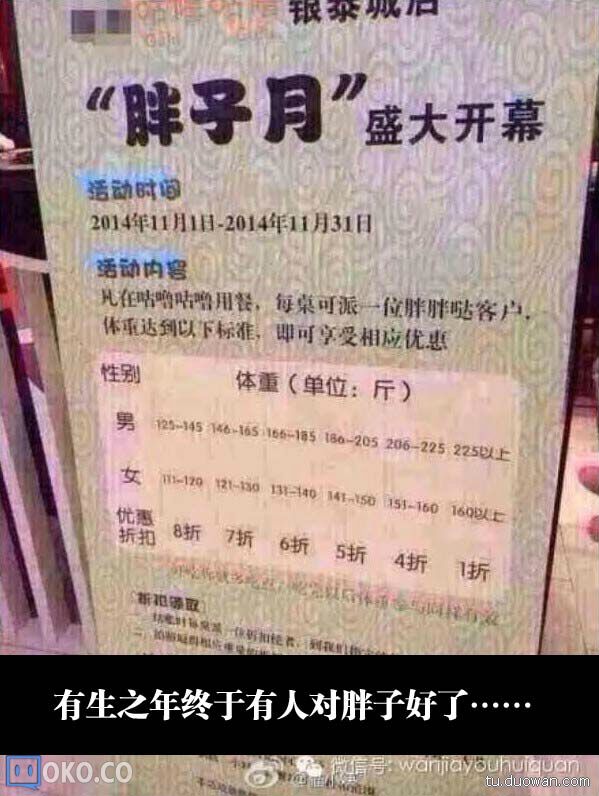 银泰城店
“胖子月”盛大开幕
活动时间
2014年11月1日-2014年11月31日
活动内容
凡在咕噜咕噜用餐，每桌可派一位胖胖哒客户，
体重达到以下标准，即可享受相应优惠
性别 体重（单位：斤）
男 125-145 146-165 166-185 186-205 206-225 225以上
女 111-120 121-130 131-140 141-150 151-160 160以上
优惠折扣 8折 7折 6折 5折 4折 1折
折扣领取
有生之年终于有人对胖子好了……
OKO.CO
微信号: wanjiayouhuiquan
tu.duowan.com